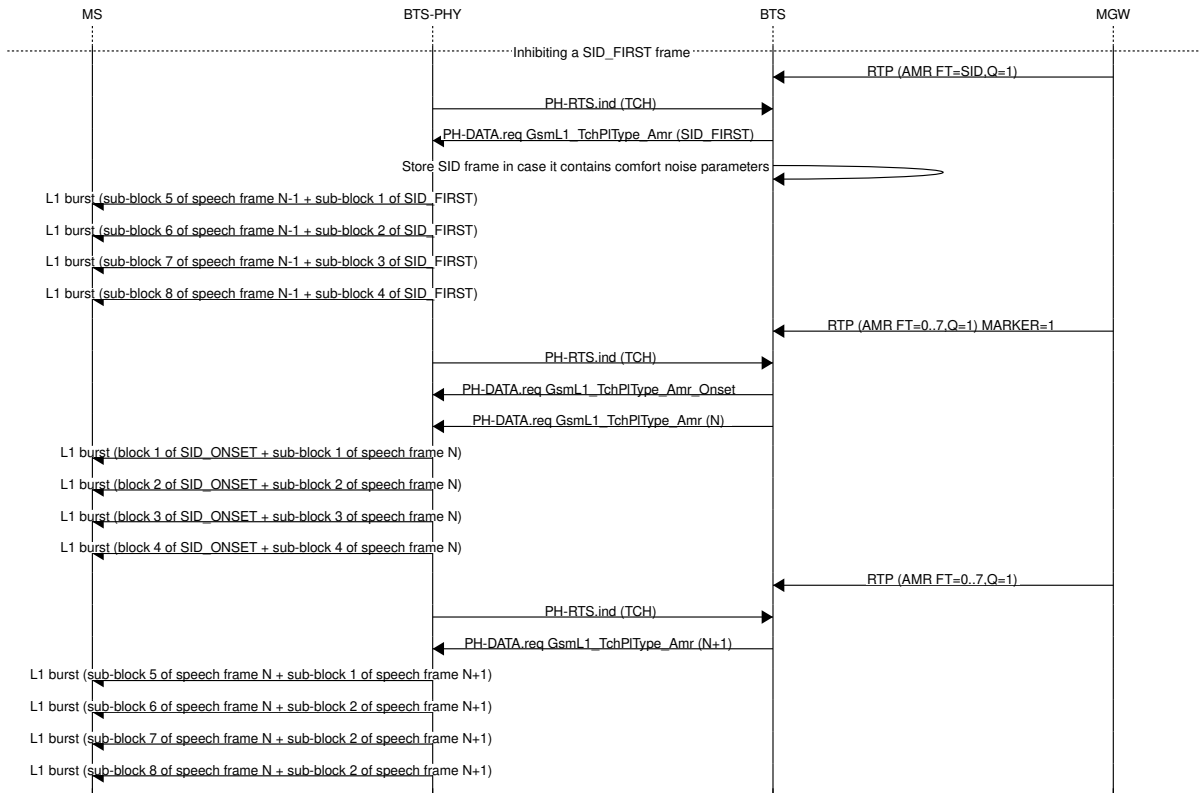 MS BTS-PHY BTS MGW
Inhibiting a SID_FIRST frame
RTP (AMR FT=SID,Q=1)
PH-RTS.ind (TCH)
PH-DATA.req GsmL1_TchPlType_Amr (SID_FIRST)
Store SID frame in case it contains comfort noise parameters
L1 burst (sub-block 5 of speech frame N-1 + sub-block 1 of SID_FIRST)
L1 burst (sub-block 6 of speech frame N-1 + sub-block 2 of SID_FIRST)
L1 burst (sub-block 7 of speech frame N-1 + sub-block 3 of SID_FIRST)
L1 burst (sub-block 8 of speech frame N-1 + sub-block 4 of SID_FIRST)
RTP (AMR FT=0..7,Q=1) MARKER=1
PH-RTS.ind (TCH)
PH-DATA.req GsmL1_TchPlType_Amr_Onset
PH-DATA.req GsmL1_TchPlType_Amr (N)
L1 burst (block 1 of SID_ONSET + sub-block 1 of speech frame N)
L1 burst (block 2 of SID_ONSET + sub-block 2 of speech frame N)
L1 burst (block 3 of SID_ONSET + sub-block 3 of speech frame N)
L1 burst (block 4 of SID_ONSET + sub-block 4 of speech frame N)
RTP (AMR FT=0..7,Q=1)
PH-RTS.ind (TCH)
PH-DATA.req GsmL1_TchPlType_Amr (N+1)
L1 burst (sub-block 5 of speech frame N + sub-block 1 of speech frame N+1)
L1 burst (sub-block 6 of speech frame N + sub-block 2 of speech frame N+1)
L1 burst (sub-block 7 of speech frame N + sub-block 2 of speech frame N+1)
L1 burst (sub-block 8 of speech frame N + sub-block 2 of speech frame N+1)